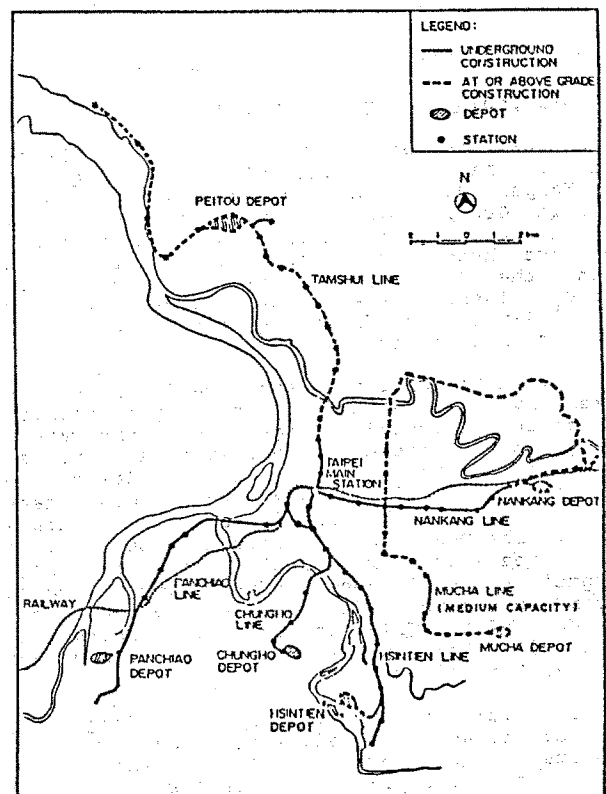 LEGEND:
UNDERGROUND
CONSTRUCTION
AT OR ABOVE GRADE
CONSTRUCTION
DEPOT
STATION
N
PEITOU DEPOT
TAMSHUI LINE
TAIPEI
MAIN
STATION
NANKANG DEPOT
NANKANG LINE
PANCHIAO
LINE
RAILWAY
CHUNGHO
LINE
MUCHA LINE
(MEDIUM CAPACITY)
MUCHA DEPOT
PANCHIAO
DEPOT
CHUNGHO
DEPOT
HSINTIEN LINE
HSINTIEN
DEPOT